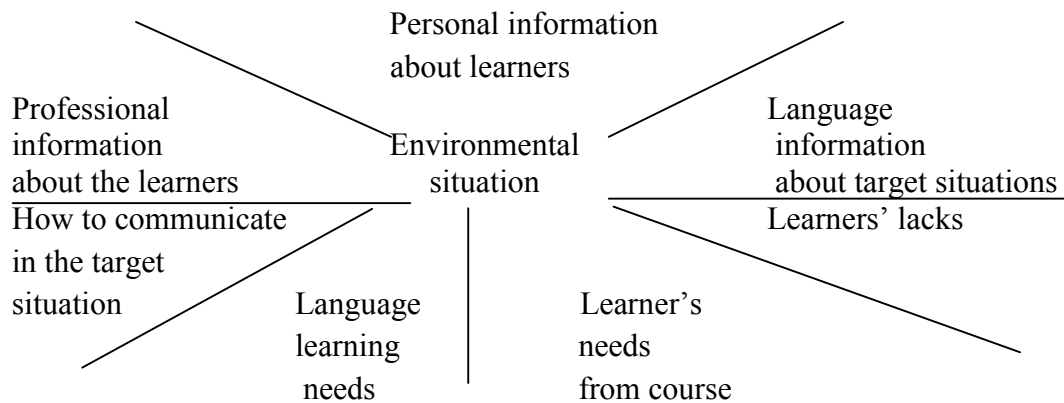 Personal information
about learners
Professional
information
about the learners
Environmental
situation
Language
information
about target situations
How to communicate
in the target
situation
Learners’ lacks
Language
learning
needs
Learner’s
needs
from course